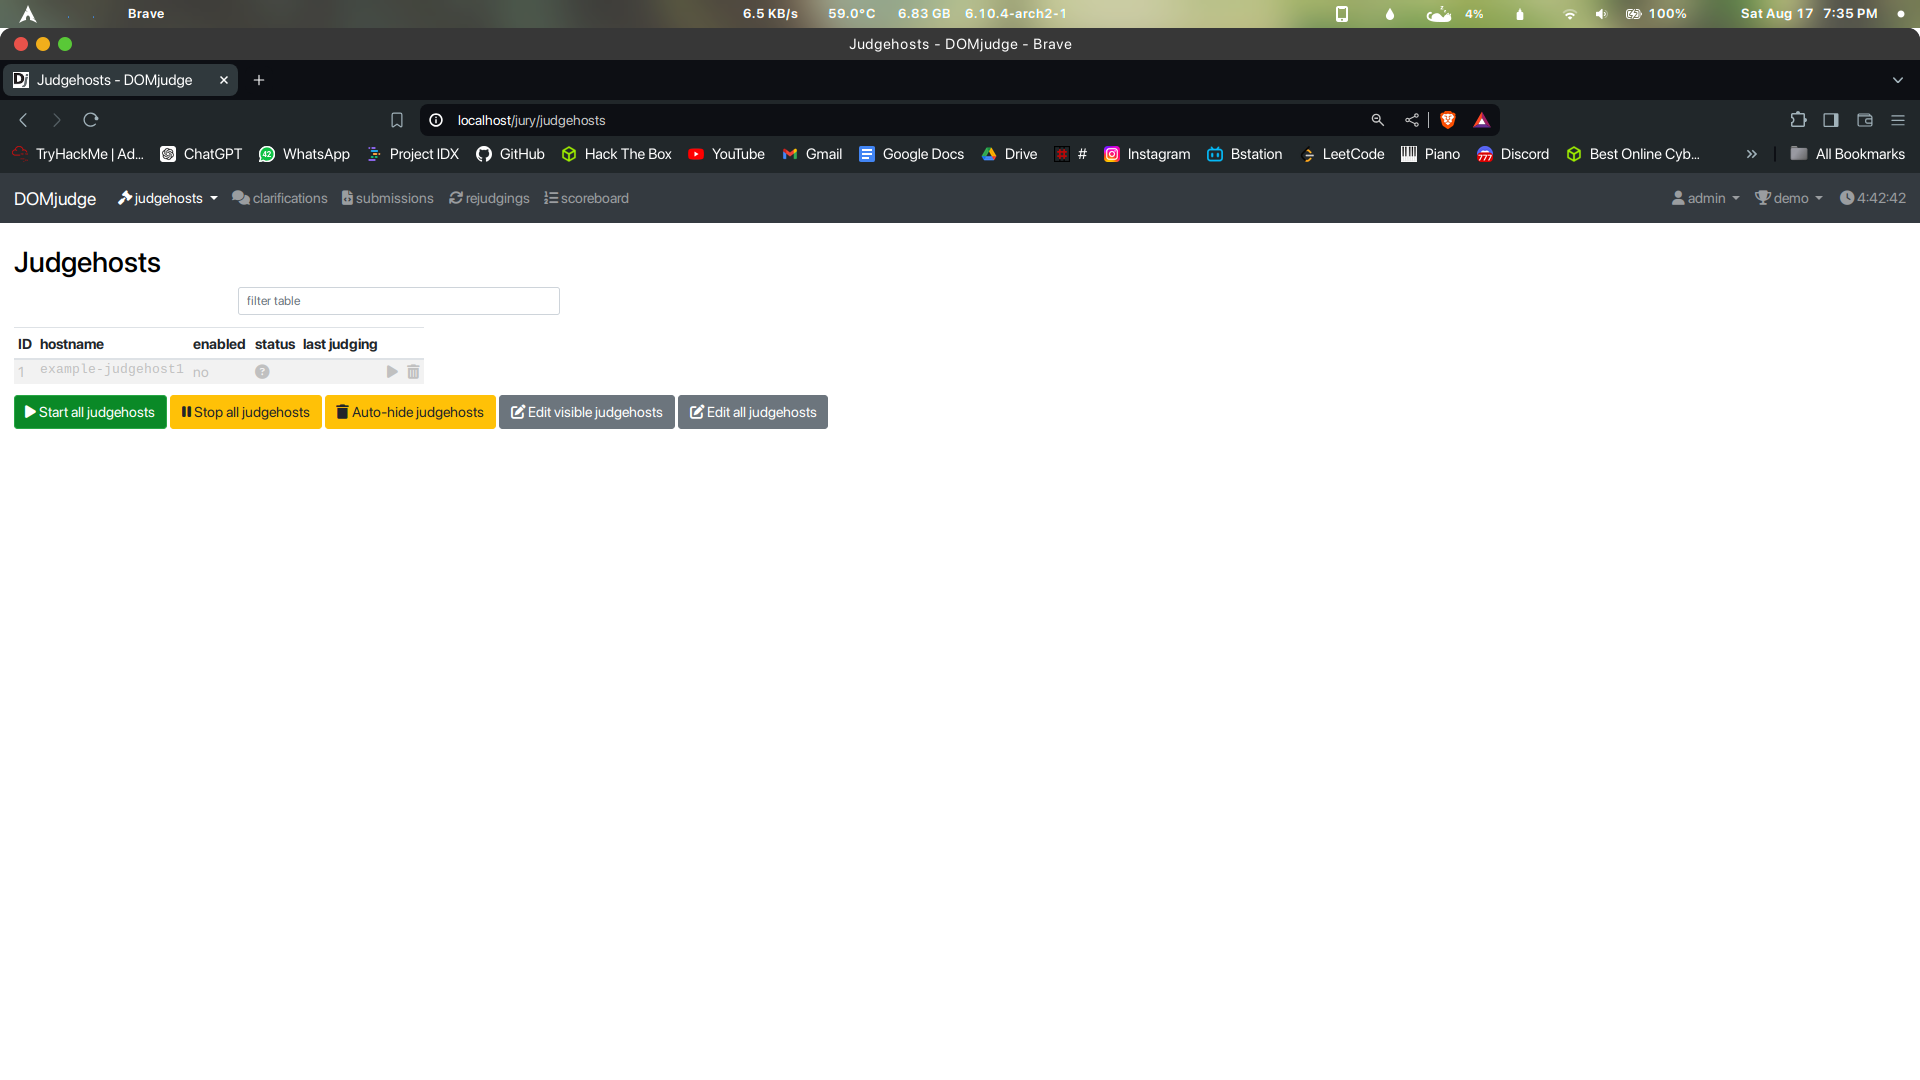 Brave 6.5 KB/s 59.0°C 6.83 GB 6.10.4-arch2-1 4% 100% Sat Aug 17 7:35 PM
Judgehosts - DOMjudge - Brave
Judgehosts - DOMjudge
localhost/jury/judgehosts
TryHackMe | Ad... ChatGPT WhatsApp Project IDX GitHub Hack The Box YouTube Gmail Google Docs Drive # Instagram Bstation LeetCode Piano Discord Best Online Cyb... All Bookmarks
DOMjudge judgehosts clarifications submissions rejudgings scoreboard admin demo 4:42:42
Judgehosts
filter table
ID hostname enabled status last judging
1 example-judgehost1 no
Start all judgehosts Stop all judgehosts Auto-hide judgehosts Edit visible judgehosts Edit all judgehosts